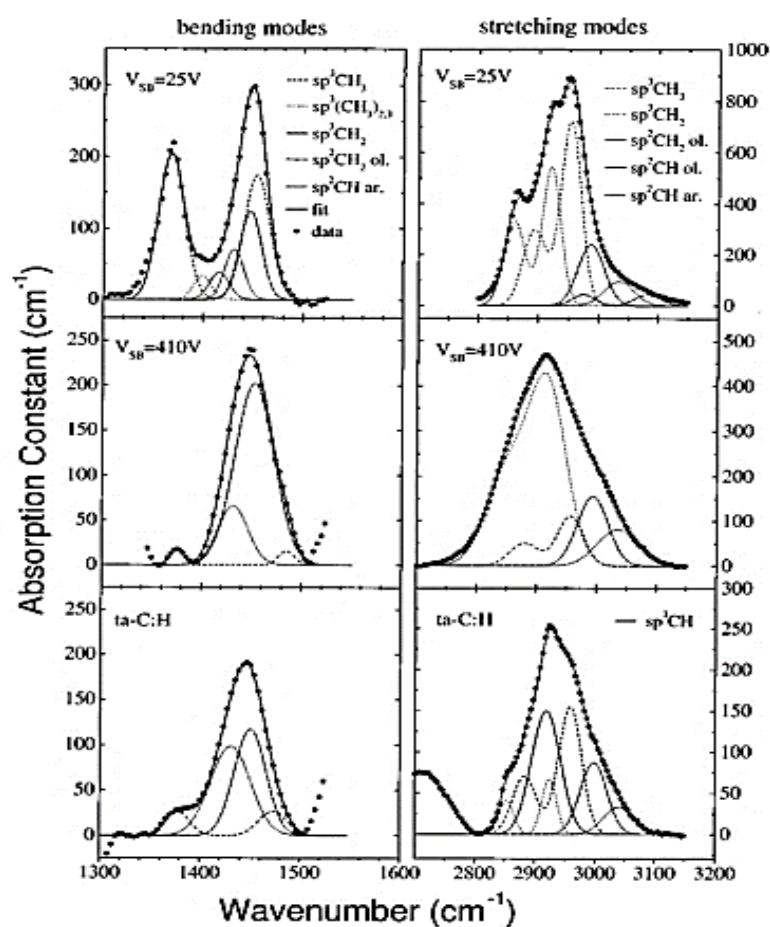 bending modes
stretching modes
V_SB=25V
sp³CH₃
sp³(CH₃)₂,₃
sp³CH₂
sp²CH₂ ol.
sp²CH ar.
fit
data
300
200
100
0
V_SB=25V
sp³CH₃
sp³CH₂
sp²CH₂ ol.
sp²CH ol.
sp²CH ar.
1000
800
600
400
200
0
V_SB=410V
250
200
150
100
50
0
V_SB=410V
500
400
300
200
100
0
ta-C:H
200
150
100
50
0
ta-C:H
sp³CH
300
250
200
150
100
50
0
1300
1400
1500
1600
2800
2900
3000
3100
3200
Absorption Constant (cm⁻¹)
Wavenumber (cm⁻¹)